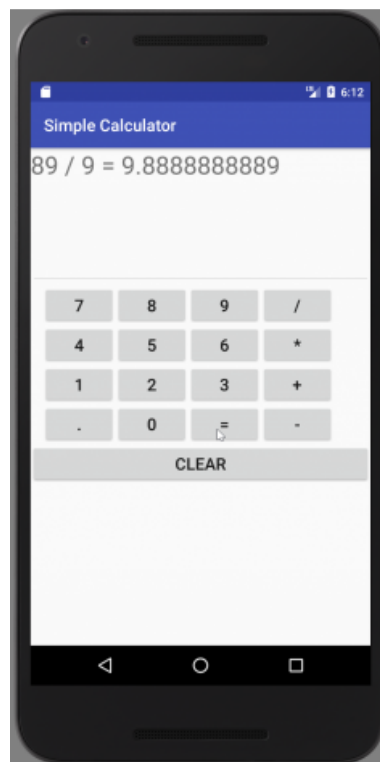 6:12
Simple Calculator
89 / 9 = 9.8888888889
7 8 9 /
4 5 6 *
1 2 3 +
. 0 = -
CLEAR